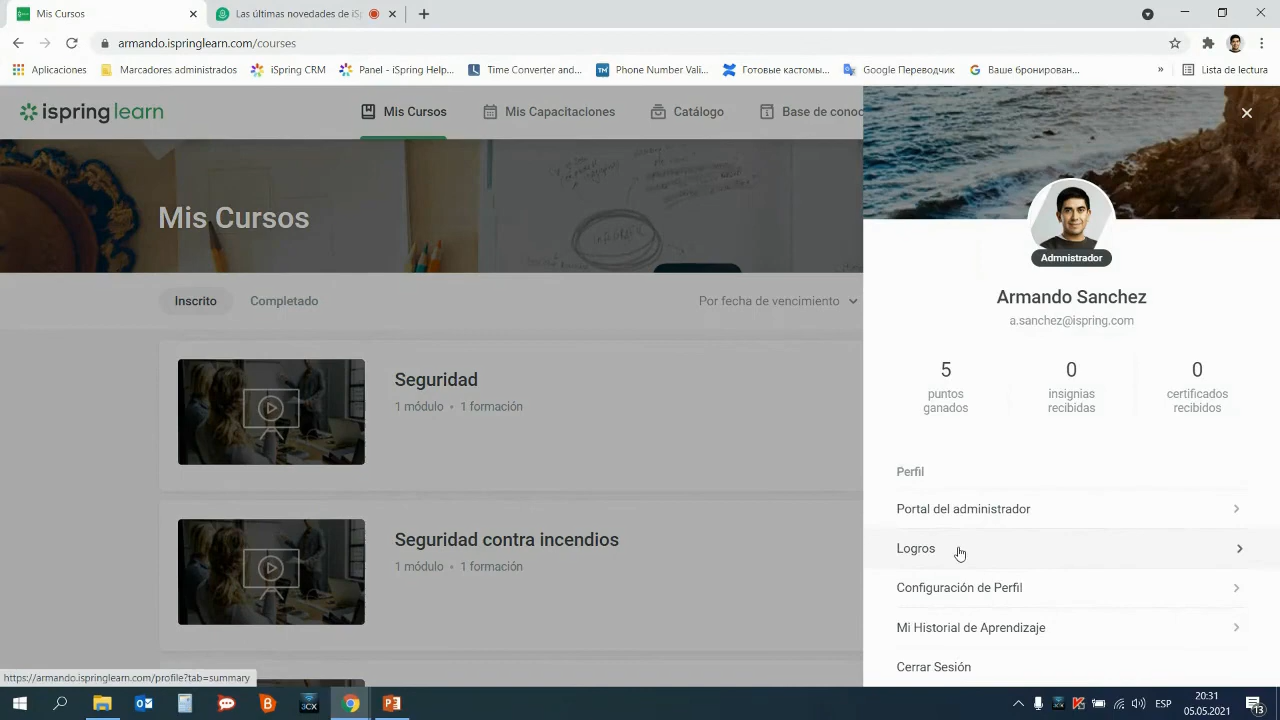 Mis Cursos
Las últimas novedades de iSp
armando.ispringlearn.com/courses
Aplicaciones
Marcadores administrados
iSpring CRM
Panel - iSpring Help...
Time Converter and...
Phone Number Vali...
Готовые кастомы...
Google Переводчик
Ваше бронирован...
»
Lista de lectura
ispring learn
Mis Cursos
Mis Capacitaciones
Catálogo
Base de conoc
Mis Cursos
Inscrito
Completado
Por fecha de vencimiento
Seguridad
1 módulo • 1 formación
Seguridad contra incendios
1 módulo • 1 formación
Admnistrador
Armando Sanchez
a.sanchez@ispring.com
5
puntos
ganados
0
insignias
recibidas
0
certificados
recibidos
Perfil
Portal del administrador
Logros
Configuración de Perfil
Mi Historial de Aprendizaje
Cerrar Sesión
https://armando.ispringlearn.com/profile?tab=summary
3CX
ESP
20:31
05.05.2021
13